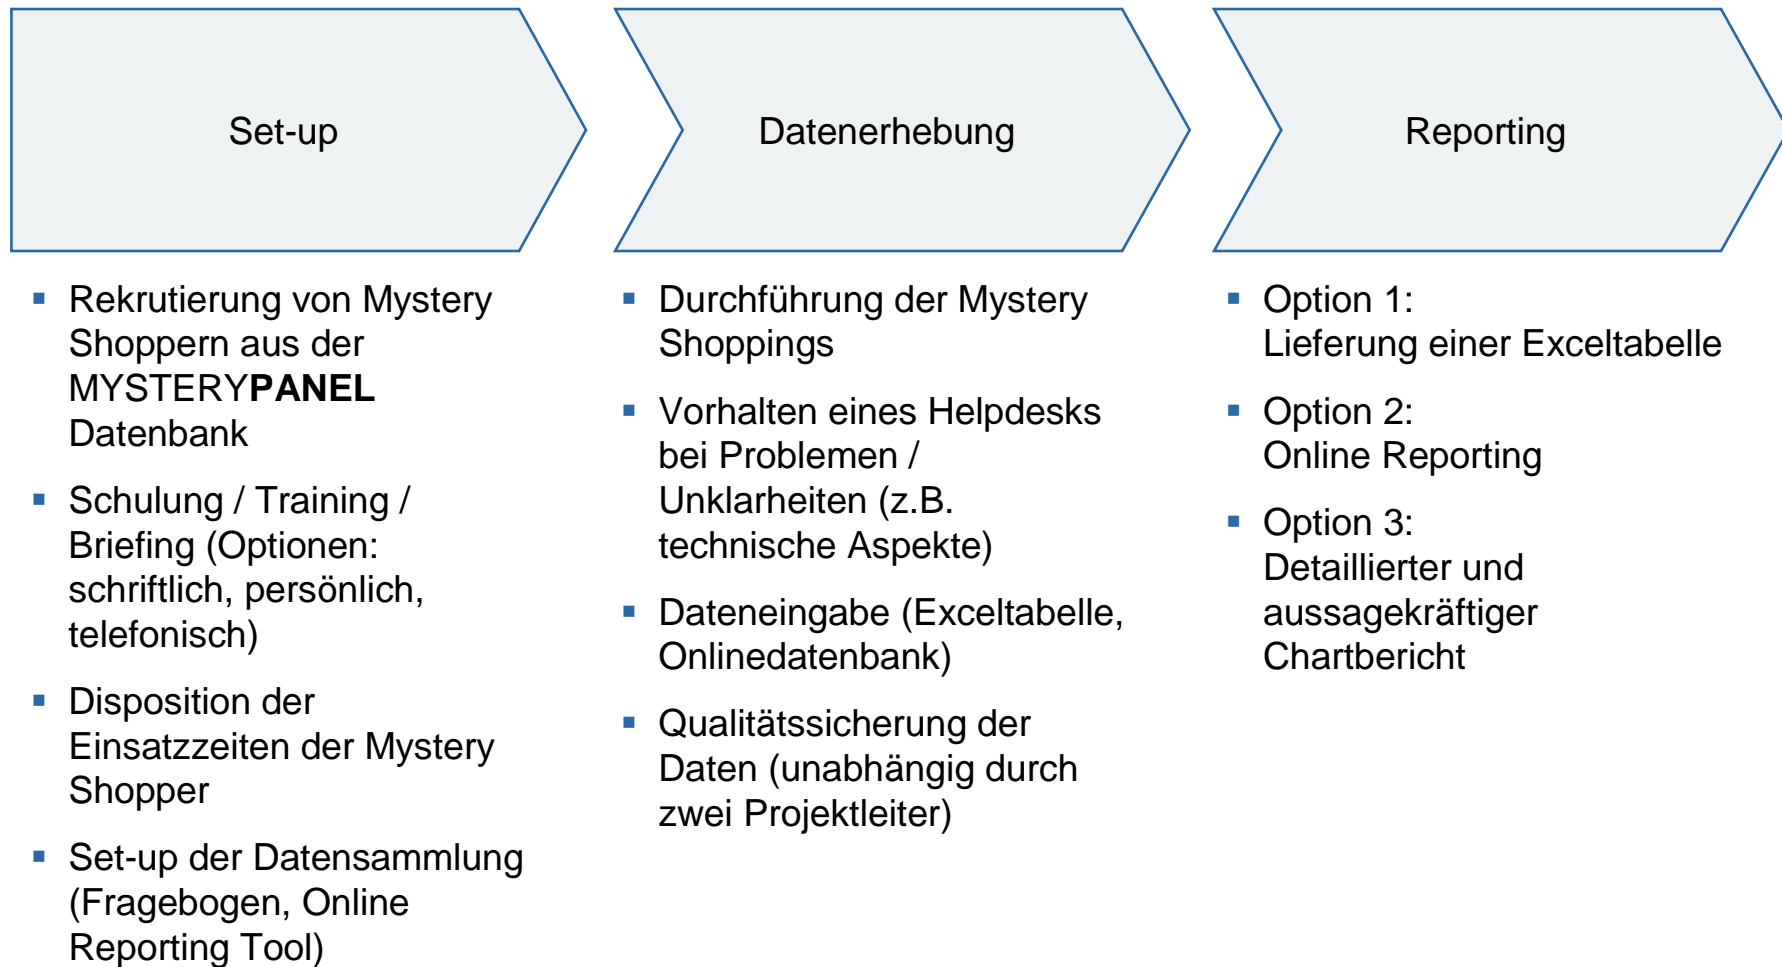 Set-up
Datenerhebung
Reporting
▪ Rekrutierung von Mystery
Shoppern aus der
MYSTERYPANEL
Datenbank
▪ Schulung / Training /
Briefing (Optionen:
schriftlich, persönlich,
telefonisch)
▪ Disposition der
Einsatzzeiten der Mystery
Shopper
▪ Set-up der Datensammlung
(Fragebogen, Online
Reporting Tool)
▪ Durchführung der Mystery
Shoppings
▪ Vorhalten eines Helpdesks
bei Problemen /
Unklarheiten (z.B.
technische Aspekte)
▪ Dateneingabe (Exceltabelle,
Onlinedatenbank)
▪ Qualitätssicherung der
Daten (unabhängig durch
zwei Projektleiter)
▪ Option 1:
Lieferung einer Exceltabelle
▪ Option 2:
Online Reporting
▪ Option 3:
Detaillierter und
aussagekräftiger
Chartbericht